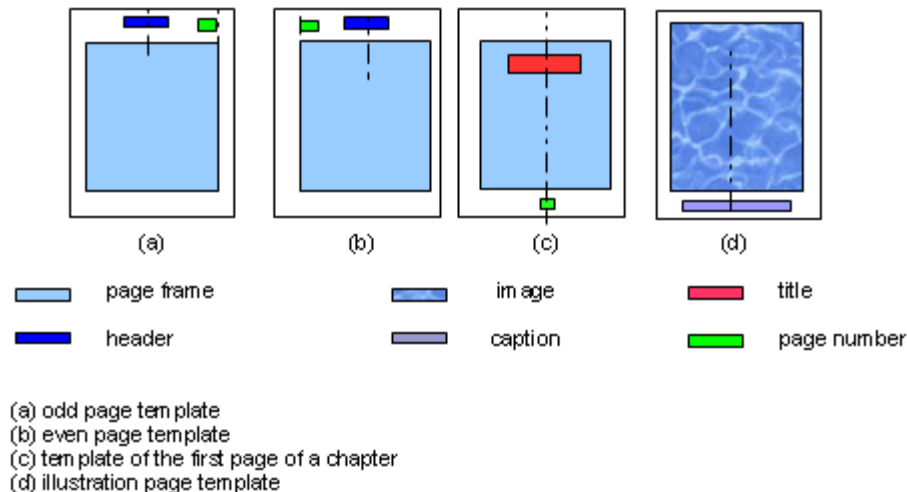 (a) (b) (c) (d)
page frame image title
header caption page number
(a) odd page template
(b) even page template
(c) template of the first page of a chapter
(d) illustration page template